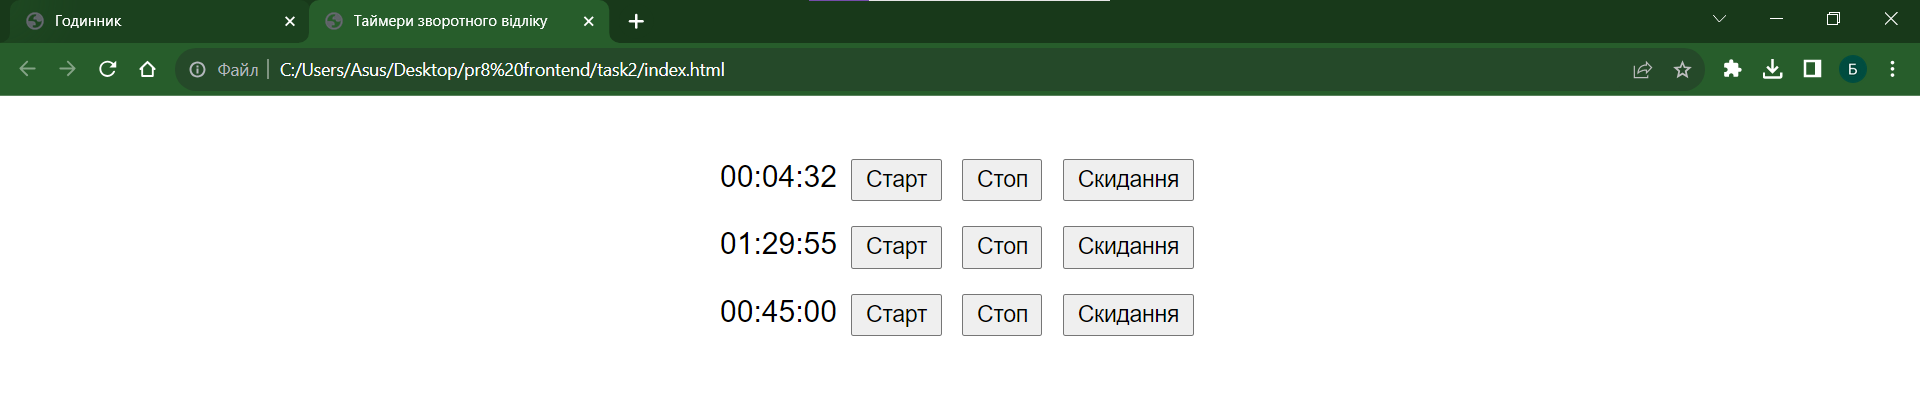 Годинник
Таймери зворотного відліку
Файл C:/Users/Asus/Desktop/pr8%20frontend/task2/index.html
Б
00:04:32 Старт Стоп Скидання
01:29:55 Старт Стоп Скидання
00:45:00 Старт Стоп Скидання